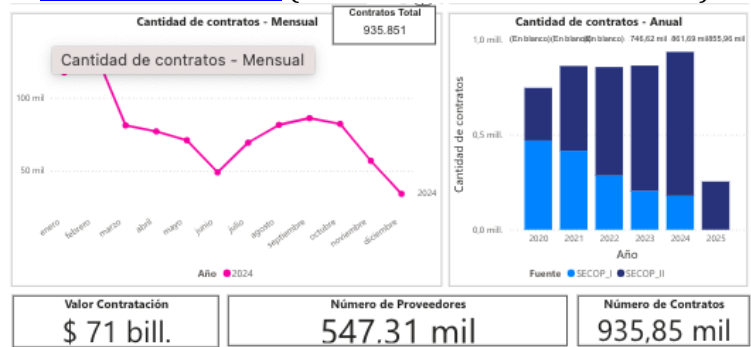 Cantidad de contratos - Mensual
Contratos Total
935.851
Cantidad de contratos - Mensual
100 mil
50 mil
2024
enero
febrero
marzo
abril
mayo
junio
julio
agosto
septiembre
octubre
noviembre
diciembre
Año 2024
Cantidad de contratos - Anual
1,0 mill.
(En blanco) (En blanco) (En blanco) 746,62 mil 861,69 mil 855,96 mil
Cantidad de contratos
0,5 mill.
0,0 mill.
2020 2021 2022 2023 2024 2025
Año
Fuente SECOP_I SECOP_II
Valor Contratación
$ 71 bill.
Número de Proveedores
547,31 mil
Número de Contratos
935,85 mil